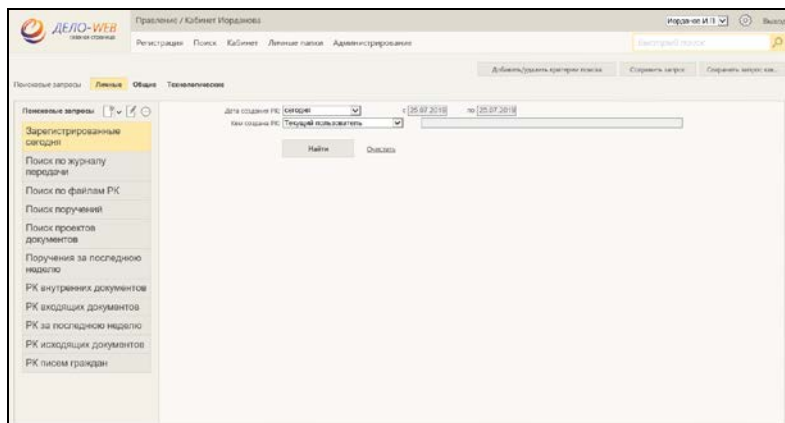 ДЕЛО-WEB
главная страница
Правление / Кабинет Иорданова
Иорданов И.П.
Выход
Регистрация Поиск Кабинет Личные папки Администрирование
Быстрый поиск
Добавить/удалить критерии поиска
Сохранить запрос
Сохранить запрос как...
Поисковые запросы Личные Общие Технологические
Поисковые запросы
Зарегистрированные
сегодня
Поиск по журналу
передачи
Поиск по файлам РК
Поиск поручений
Поиск проектов
документов
Поручения за последнюю
неделю
РК внутренних документов
РК входящих документов
РК за последнюю неделю
РК исходящих документов
РК писем граждан
Дата создания РК: сегодня с 25.07.2019 по 25.07.2019
Кем создана РК: Текущий пользователь
Найти
Очистить